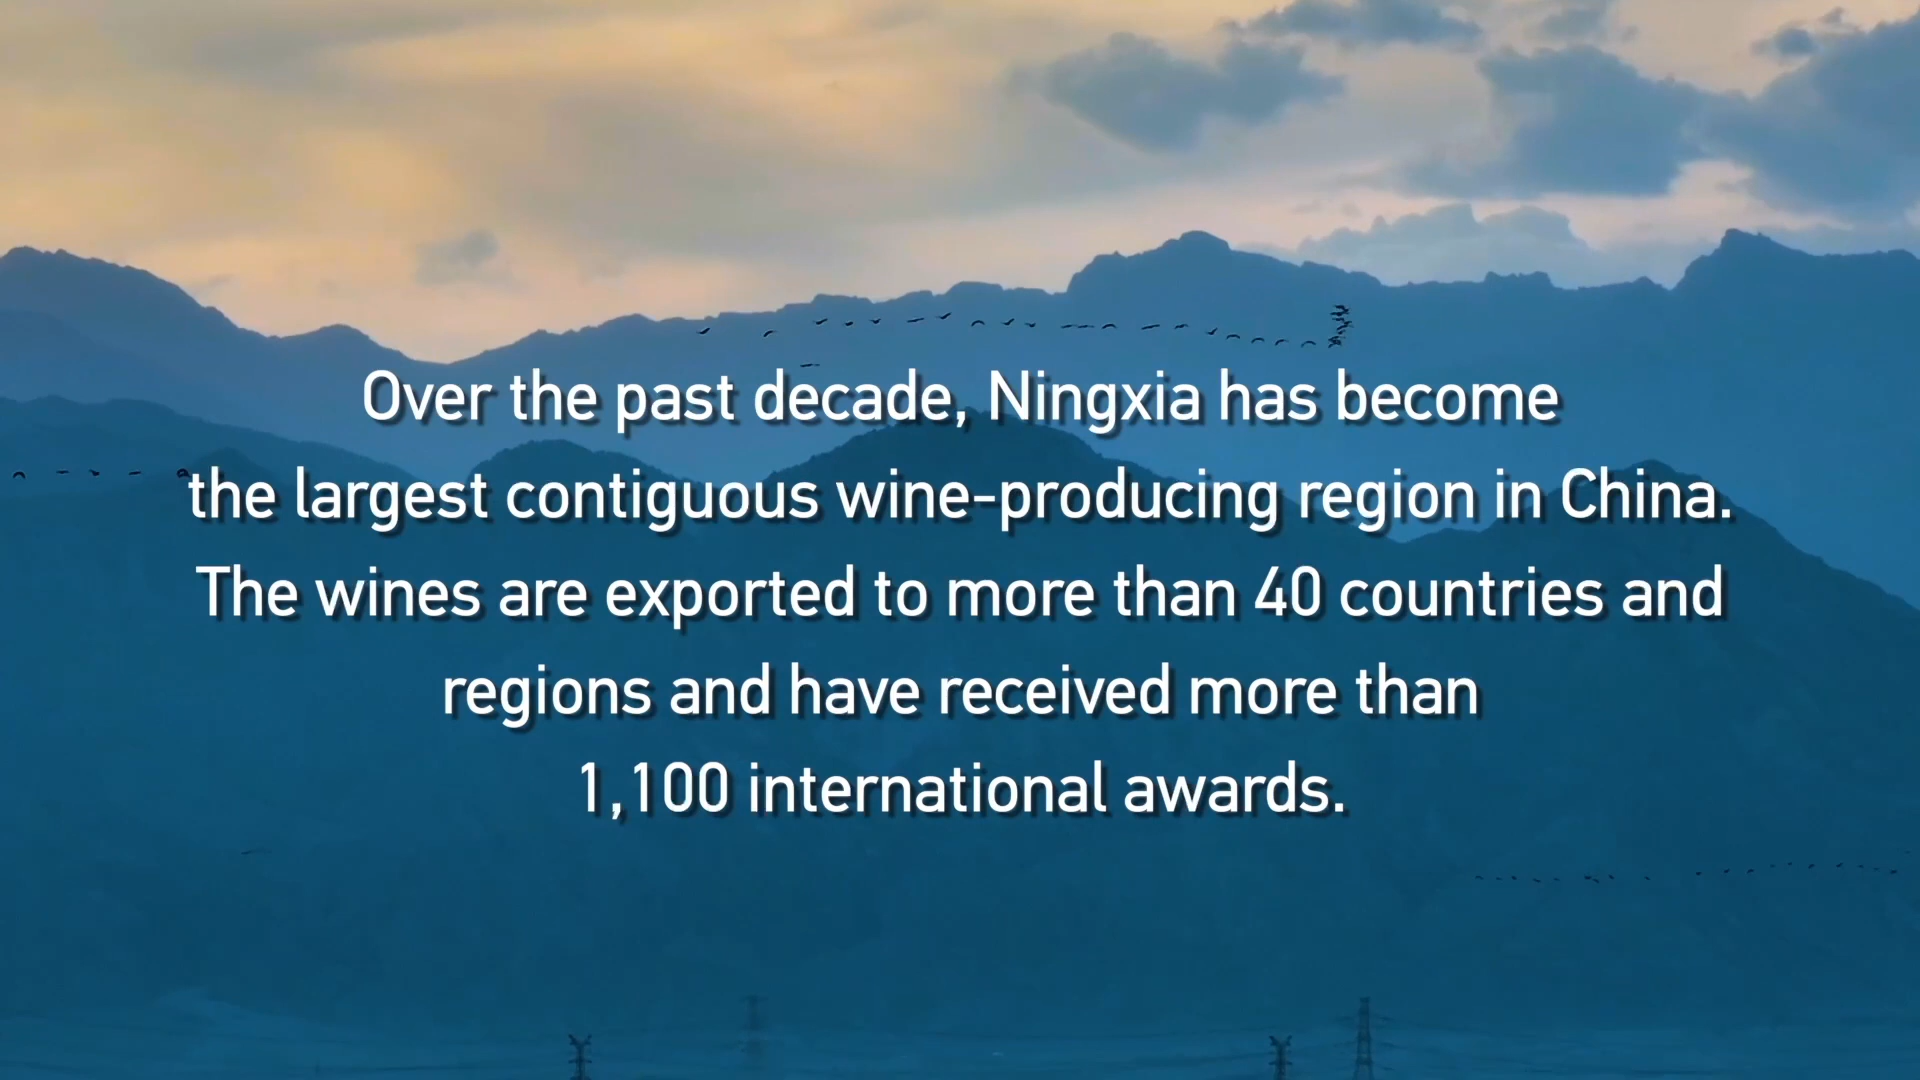 Over the past decade, Ningxia has become
the largest contiguous wine-producing region in China.
The wines are exported to more than 40 countries and
regions and have received more than
1,100 international awards.